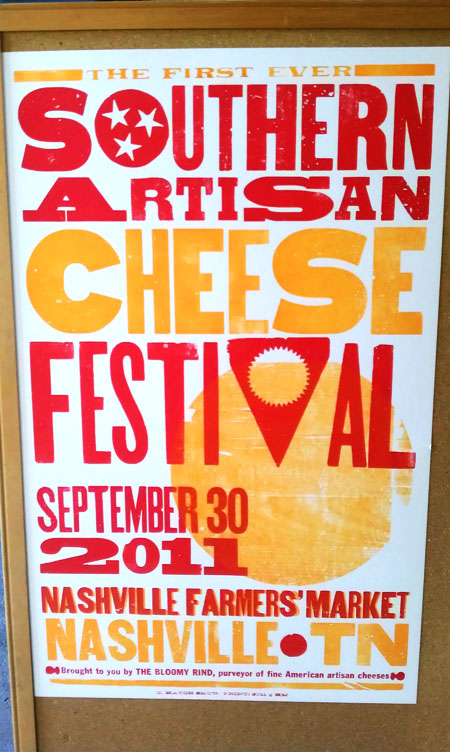 THE FIRST EVER
SOUTHERN
ARTISAN
CHEESE
FESTIVAL
SEPTEMBER 30
2011
NASHVILLE FARMERS' MARKET
NASHVILLE • TN
Brought to you by THE BLOOMY RIND, purveyor of fine American artisan cheeses